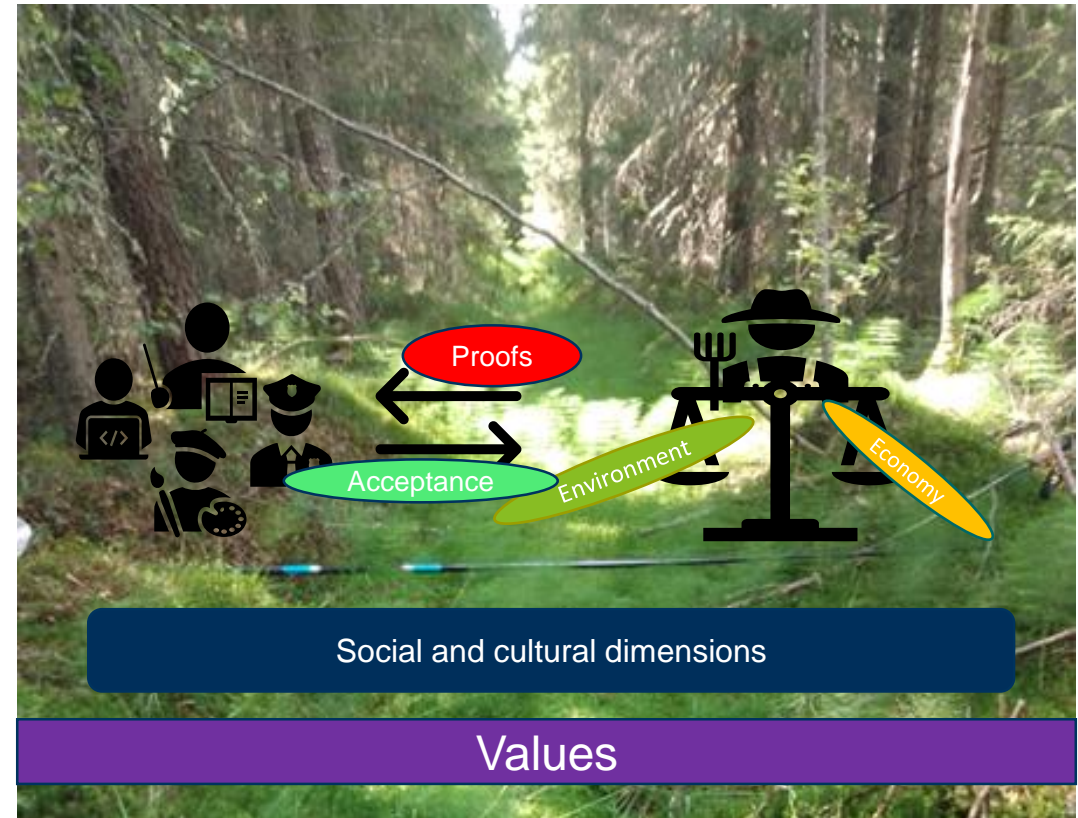 Proofs
Acceptance
Environment
Economy
</>
Social and cultural dimensions
Values